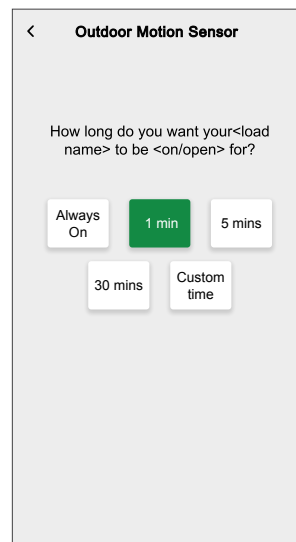 Outdoor Motion Sensor
How long do you want your<load
name> to be <on/open> for?
Always
On
1 min
5 mins
30 mins
Custom
time